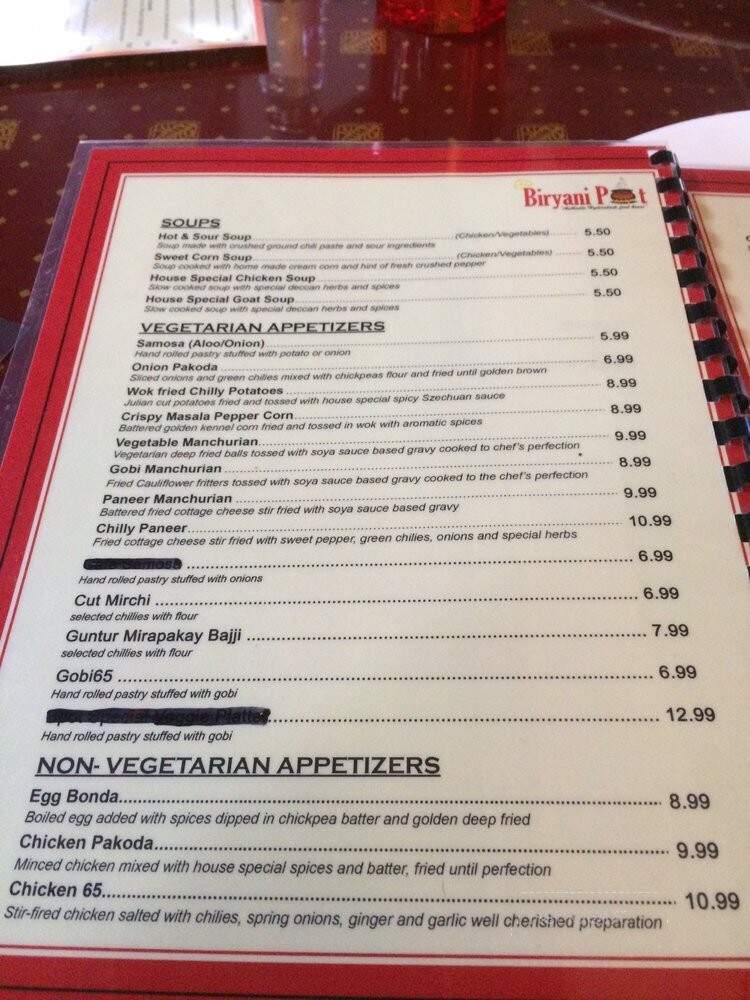 Biryani P t
SOUPS
Hot & Sour Soup (Chicken/Vegetables) 5.50
Soup made with crushed ground chili paste and sour ingredients
Sweet Corn Soup (Chicken/Vegetables) 5.50
Soup cooked with home made cream corn and hint of fresh crushed pepper
House Special Chicken Soup 5.50
Slow cooked soup with special deccan herbs and spices
House Special Goat Soup 5.50
Slow cooked soup with special deccan herbs and spices
VEGETARIAN APPETIZERS
Samosa (Aloo/Onion) 5.99
Hand rolled pastry stuffed with potato or onion
Onion Pakoda 6.99
Sliced onions and green chilies mixed with chickpeas flour and fried until golden brown
Wok fried Chilly Potatoes 8.99
Julian cut potatoes fried and tossed with house special spicy Szechuan sauce
Crispy Masala Pepper Corn 8.99
Battered golden kennel corn fried and tossed in wok with aromatic spices
Vegetable Manchurian 9.99
Vegetarian deep fried balls tossed with soya sauce based gravy cooked to chef's perfection
Gobi Manchurian 8.99
Fried Cauliflower fritters tossed with soya sauce based gravy cooked to the chef's perfection
Paneer Manchurian 9.99
Battered fried cottage cheese stir fried with soya sauce based gravy
Chilly Paneer 10.99
Fried cottage cheese stir fried with sweet pepper, green chilies, onions and special herbs
6.99
Hand rolled pastry stuffed with onions
Cut Mirchi 6.99
selected chillies with flour
Guntur Mirapakay Bajji 7.99
selected chillies with flour
Gobi65 6.99
Hand rolled pastry stuffed with gobi
Special Veggie Platter 12.99
Hand rolled pastry stuffed with gobi
NON- VEGETARIAN APPETIZERS
Egg Bonda 8.99
Boiled egg added with spices dipped in chickpea batter and golden deep fried
Chicken Pakoda 9.99
Minced chicken mixed with house special spices and batter, fried until perfection
Chicken 65 10.99
Stir-fired chicken salted with chilies, spring onions, ginger and garlic well cherished preparation